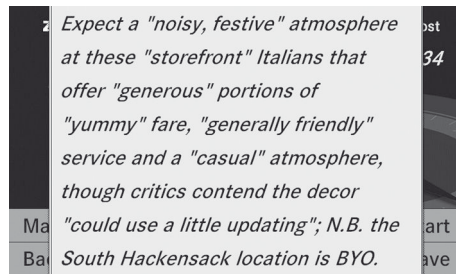 Expect a "noisy, festive" atmosphere
at these "storefront" Italians that
offer "generous" portions of
"yummy" fare, "generally friendly"
service and a "casual" atmosphere,
though critics contend the decor
"could use a little updating"; N.B. the
South Hackensack location is BYO.
34